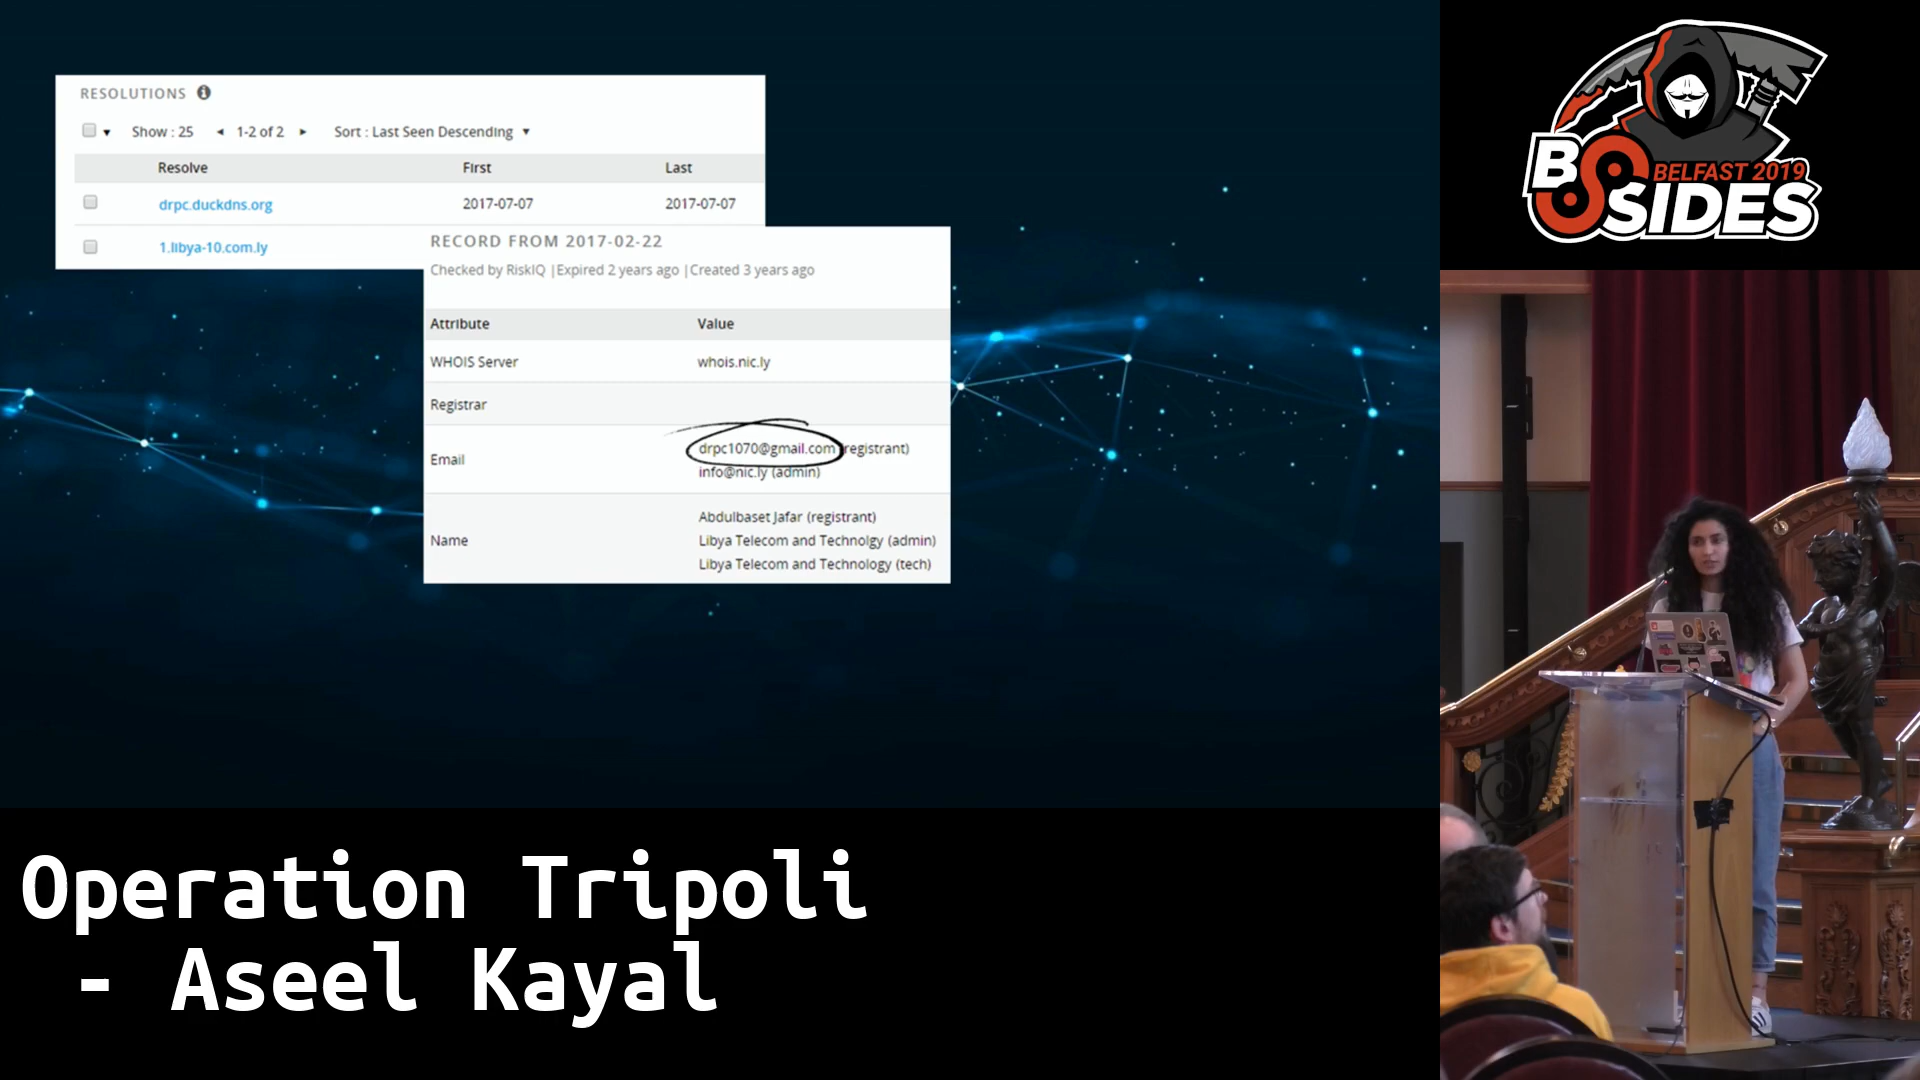 RESOLUTIONS
Show : 25 1-2 of 2 Sort : Last Seen Descending
Resolve First Last
drpc.duckdns.org 2017-07-07 2017-07-07
1.libya-10.com.ly
RECORD FROM 2017-02-22
Checked by RiskIQ |Expired 2 years ago |Created 3 years ago
Attribute Value
WHOIS Server whois.nic.ly
Registrar
Email
drpc1070@gmail.com (registrant)
info@nic.ly (admin)
Name
Abdulbaset Jafar (registrant)
Libya Telecom and Technolgy (admin)
Libya Telecom and Technology (tech)
BSIDES
BELFAST 2019
Operation Tripoli
- Aseel Kayal